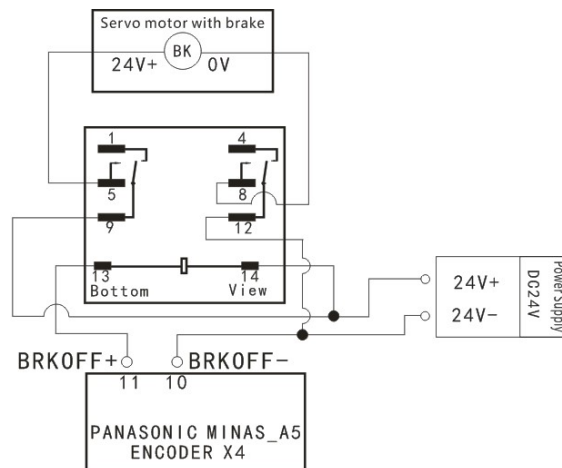 Servo motor with brake
BK
24V+ 0V
1 4
5 8
9 12
13 14
Bottom View
24V+
24V-
DC24V
Power supply
BRKOFF+ BRKOFF-
11 10
PANASONIC MINAS_A5
ENCODER X4